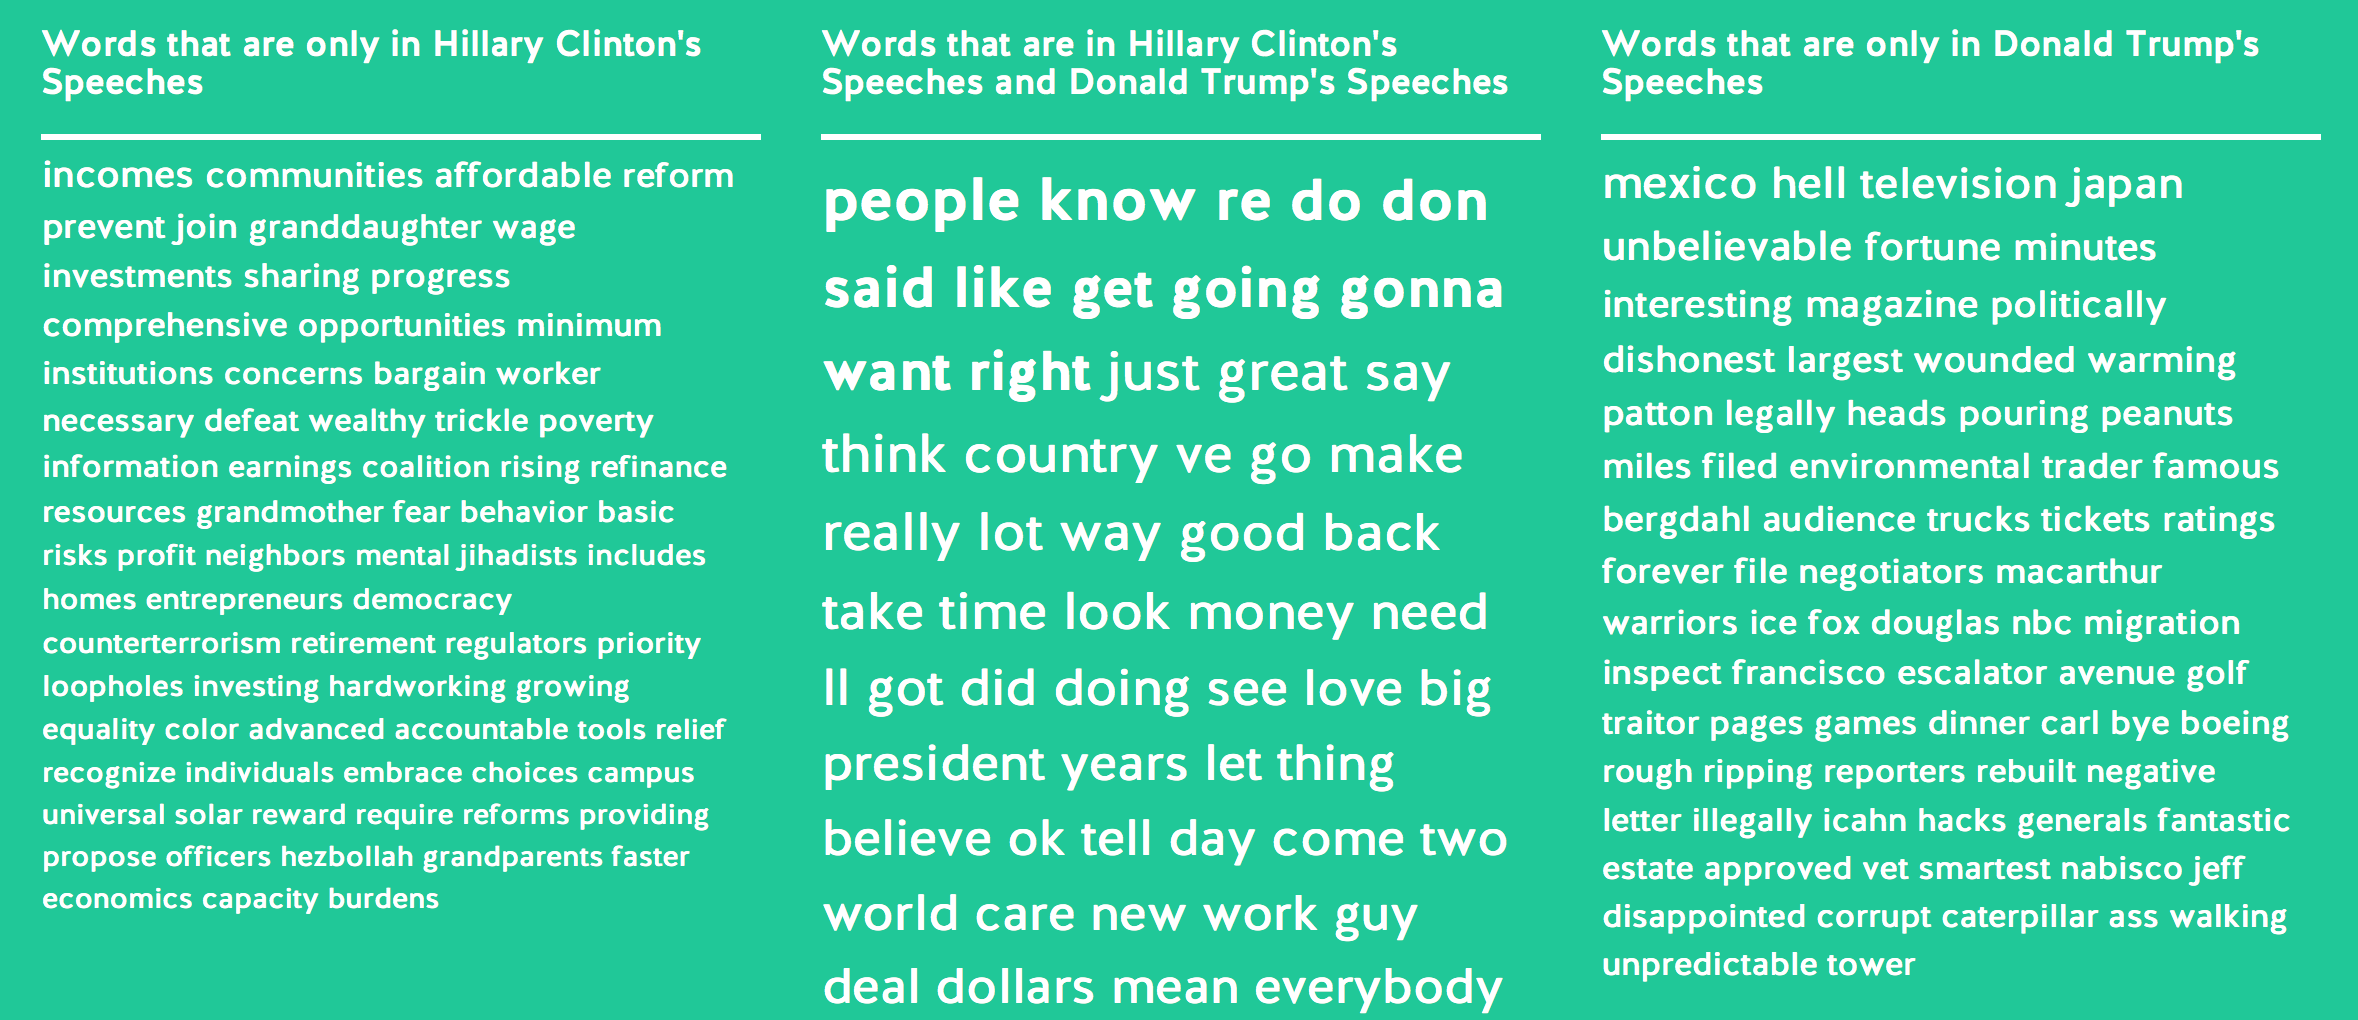 Words that are only in Hillary Clinton's
Speeches
incomes communities affordable reform
prevent join granddaughter wage
investments sharing progress
comprehensive opportunities minimum
institutions concerns bargain worker
necessary defeat wealthy trickle poverty
information earnings coalition rising refinance
resources grandmother fear behavior basic
risks profit neighbors mental jihadists includes
homes entrepreneurs democracy
counterterrorism retirement regulators priority
loopholes investing hardworking growing
equality color advanced accountable tools relief
recognize individuals embrace choices campus
universal solar reward require reforms providing
propose officers hezbollah grandparents faster
economics capacity burdens
Words that are in Hillary Clinton's
Speeches and Donald Trump's Speeches
people know re do don
said like get going gonna
want right just great say
think country ve go make
really lot way good back
take time look money need
ll got did doing see love big
president years let thing
believe ok tell day come two
world care new work guy
deal dollars mean everybody
Words that are only in Donald Trump's
Speeches
mexico hell television japan
unbelievable fortune minutes
interesting magazine politically
dishonest largest wounded warming
patton legally heads pouring peanuts
miles filed environmental trader famous
bergdahl audience trucks tickets ratings
forever file negotiators macarthur
warriors ice fox douglas nbc migration
inspect francisco escalator avenue golf
traitor pages games dinner carl bye boeing
rough ripping reporters rebuilt negative
letter illegally icahn hacks generals fantastic
estate approved vet smartest nabisco jeff
disappointed corrupt caterpillar ass walking
unpredictable tower